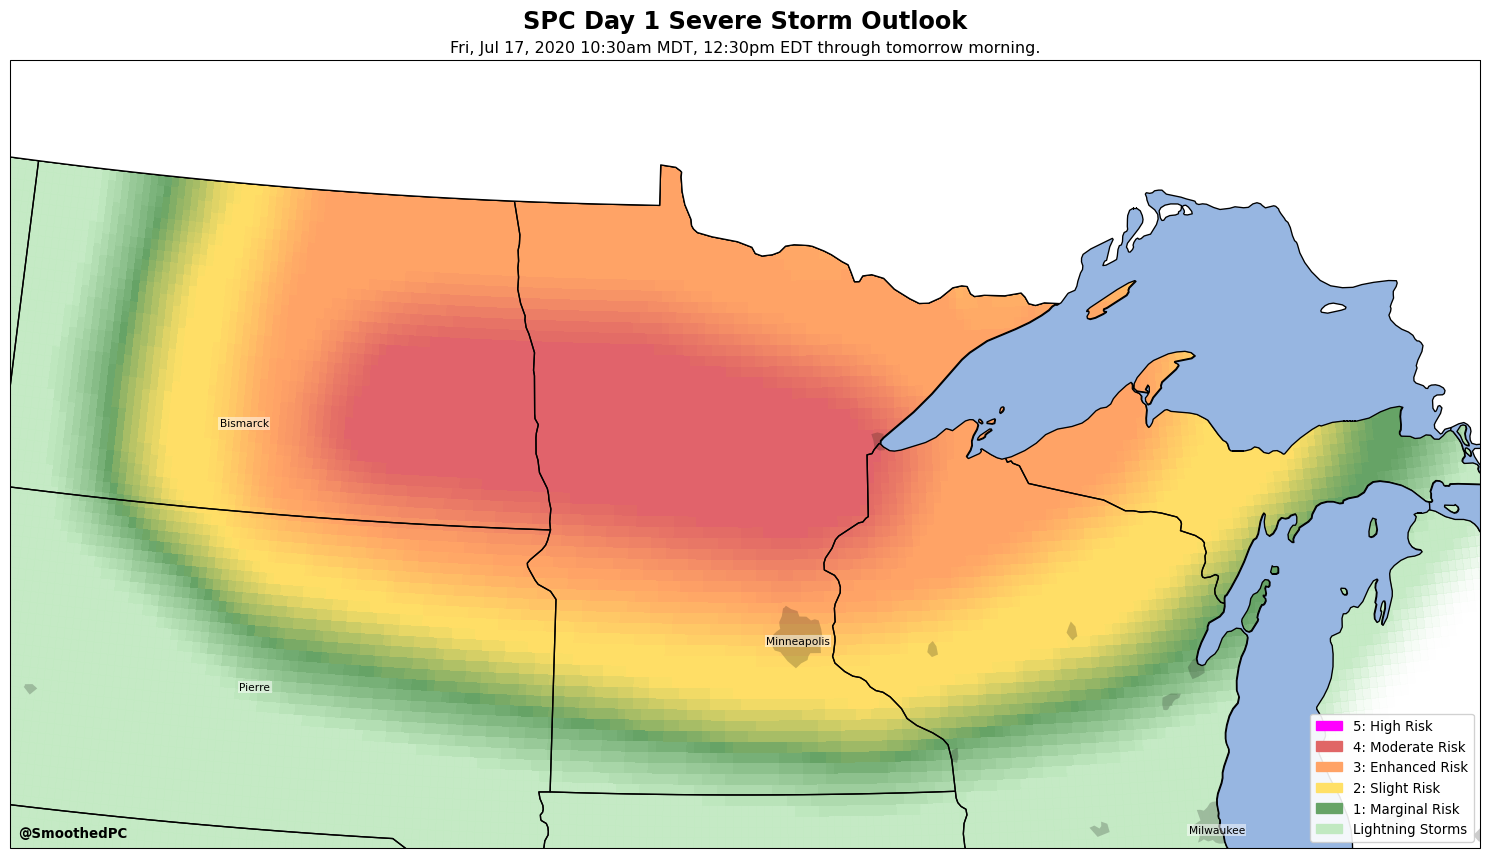 SPC Day 1 Severe Storm Outlook
Fri, Jul 17, 2020 10:30am MDT, 12:30pm EDT through tomorrow morning.
Bismarck
Minneapolis
Pierre
5: High Risk
4: Moderate Risk
3: Enhanced Risk
2: Slight Risk
1: Marginal Risk
Lightning Storms
Milwaukee
@SmoothedPC